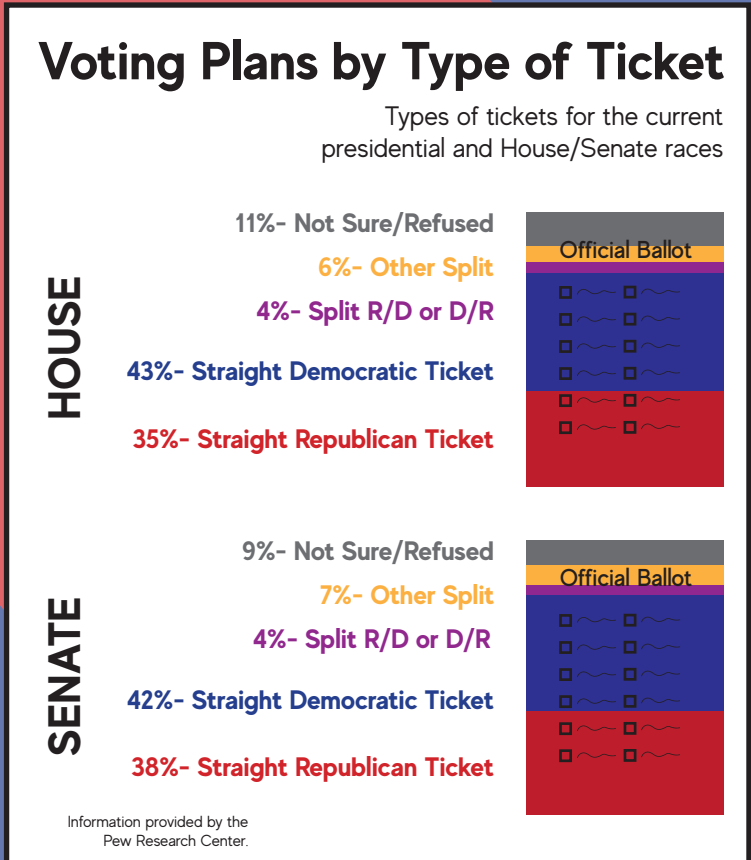 Voting Plans by Type of Ticket
Types of tickets for the current
presidential and House/Senate races
HOUSE
11%- Not Sure/Refused
6%- Other Split
4%- Split R/D or D/R
43%- Straight Democratic Ticket
35%- Straight Republican Ticket
Official Ballot
SENATE
9%- Not Sure/Refused
7%- Other Split
4%- Split R/D or D/R
42%- Straight Democratic Ticket
38%- Straight Republican Ticket
Official Ballot
Information provided by the
Pew Research Center.